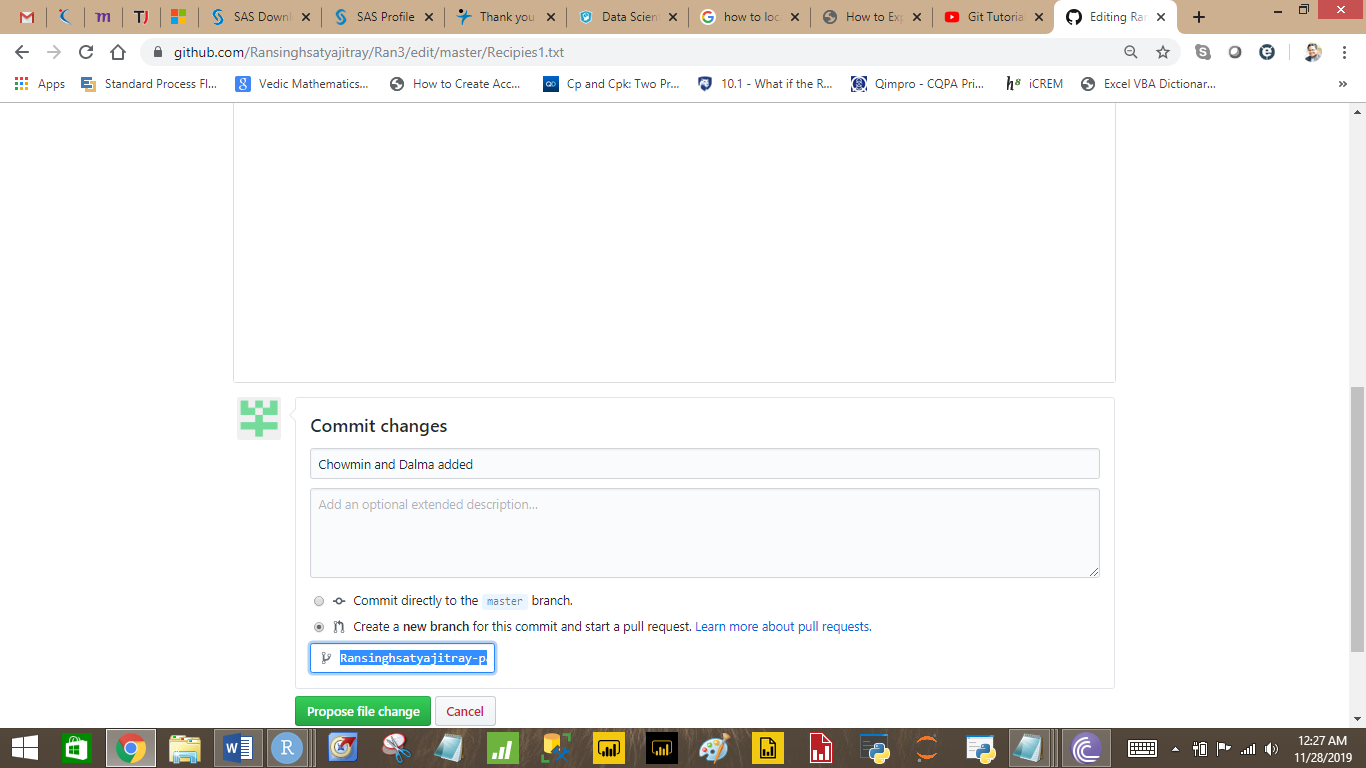 SAS Downl
SAS Profile
Thank you
Data Scien
how to loc
How to Exp
Git Tutoria
Editing Ran
github.com/Ransinghsatyajitray/Ran3/edit/master/Recipies1.txt
Apps
Standard Process Fl...
Vedic Mathematics...
How to Create Acc...
Cp and Cpk: Two Pr...
10.1 - What if the R...
Qimpro - CQPA Pri...
iCREM
Excel VBA Dictionar...
»
Commit changes
Chowmin and Dalma added
Add an optional extended description...
Commit directly to the master branch.
Create a new branch for this commit and start a pull request. Learn more about pull requests.
Ransinghsatyajitray-p
Propose file change
Cancel
12:27 AM
11/28/2019